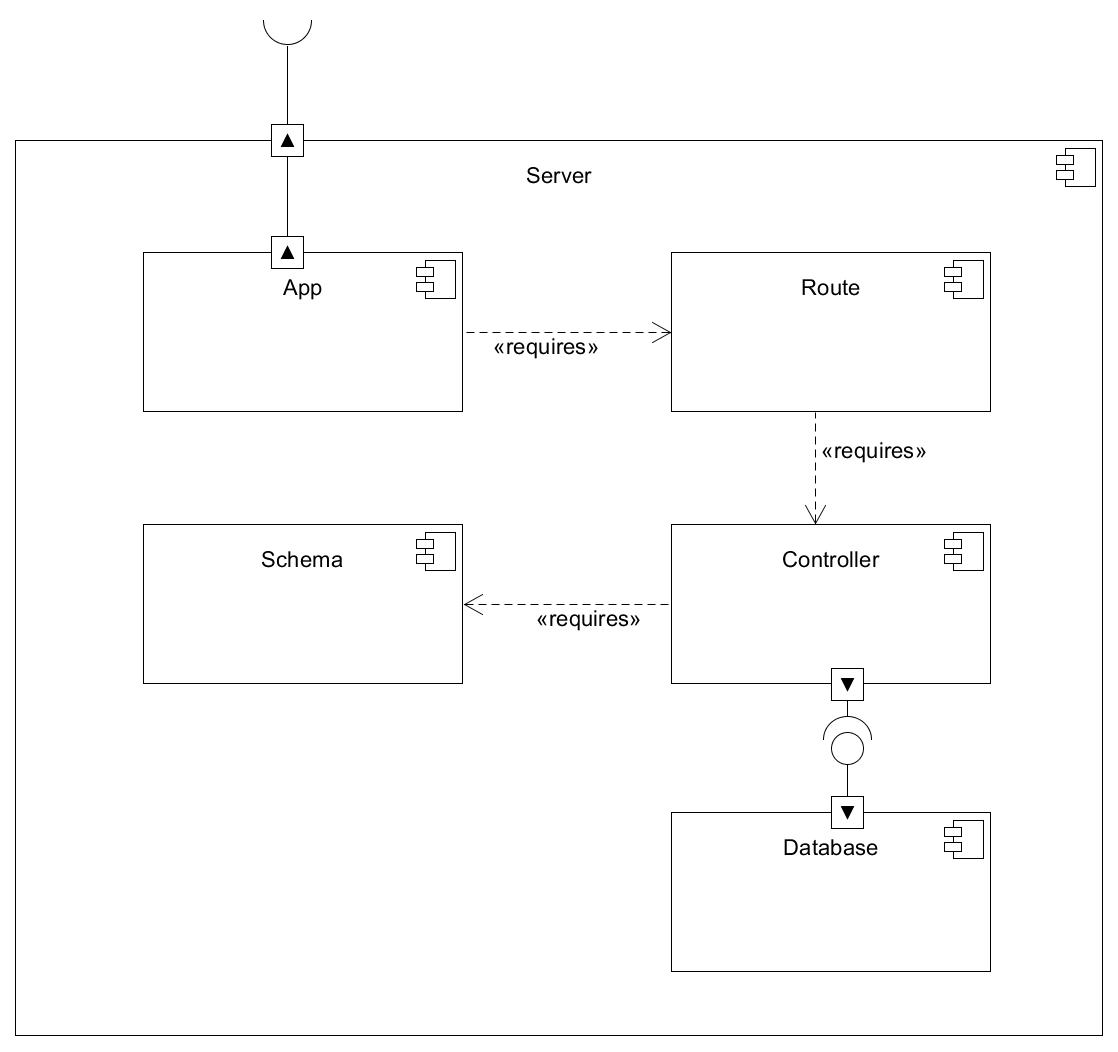 Server
App
Route
«requires»
«requires»
Schema
Controller
«requires»
Database